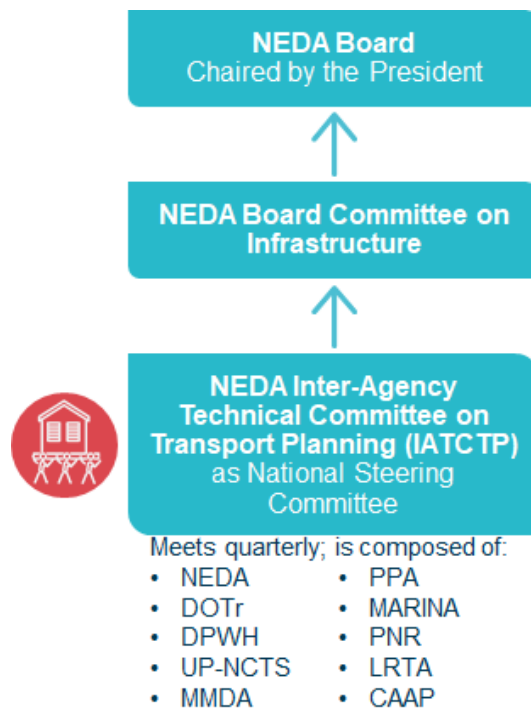 NEDA Board
Chaired by the President
NEDA Board Committee on
Infrastructure
NEDA Inter-Agency
Technical Committee on
Transport Planning (IATCTP)
as National Steering
Committee
Meets quarterly; is composed of:
• NEDA
• DOTr
• DPWH
• UP-NCTS
• MMDA
• PPA
• MARINA
• PNR
• LRTA
• CAAP